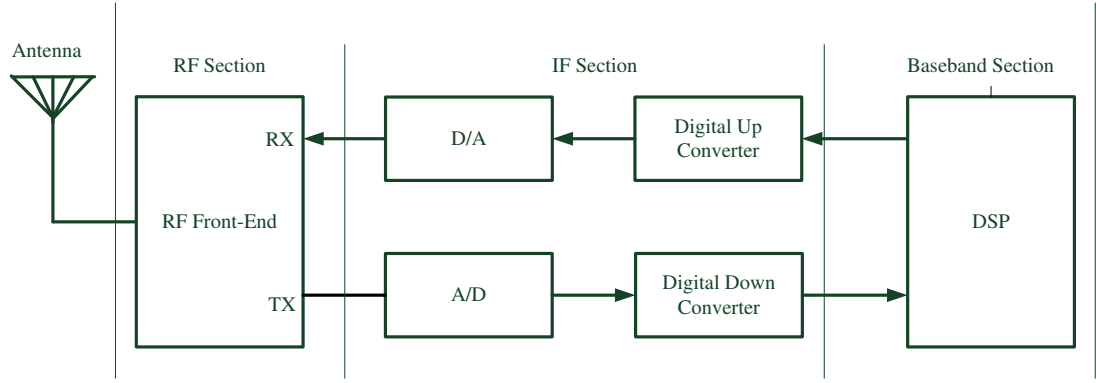 Antenna
RF Section
IF Section
Baseband Section
RX
D/A
Digital Up
Converter
RF Front-End
DSP
TX
A/D
Digital Down
Converter